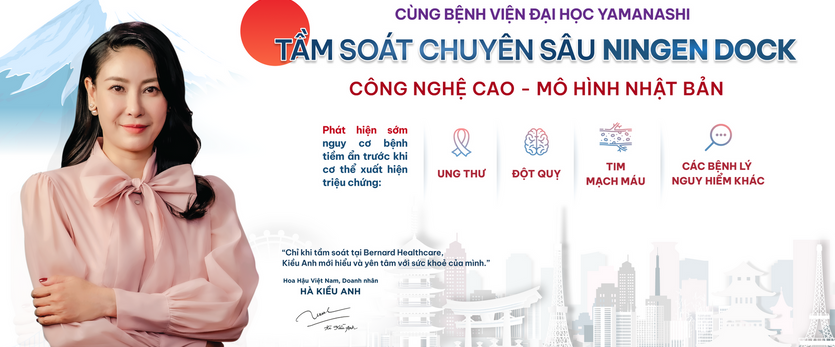 CÙNG BỆNH VIỆN ĐẠI HỌC YAMANASHI
TẦM SOÁT CHUYÊN SÂU NINGEN DOCK
CÔNG NGHỆ CAO - MÔ HÌNH NHẬT BẢN
Phát hiện sớm
nguy cơ bệnh
tiềm ẩn trước khi
cơ thể xuất hiện
triệu chứng:
UNG THƯ
ĐỘT QUỴ
TIM
MẠCH MÁU
CÁC BỆNH LÝ
NGUY HIỂM KHÁC
“Chỉ khi tầm soát tại Bernard Healthcare,
Kiều Anh mới hiểu và yên tâm với sức khoẻ của mình.”
Hoa Hậu Việt Nam, Doanh nhân
HÀ KIỀU ANH